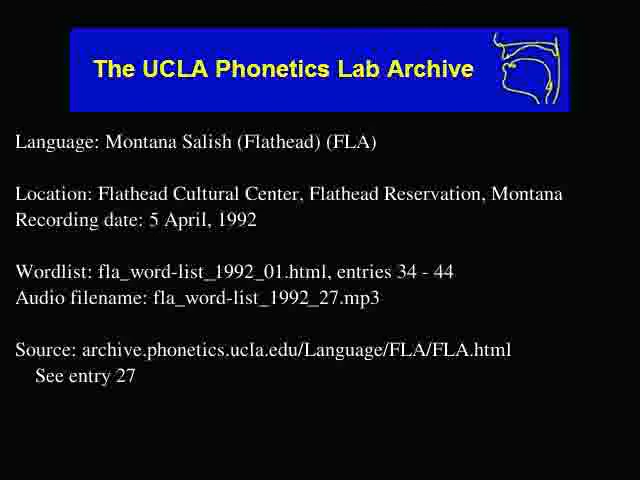 The UCLA Phonetics Lab Archive
Language: Montana Salish (Flathead) (FLA)
Location: Flathead Cultural Center, Flathead Reservation, Montana
Recording date: 5 April, 1992
Wordlist: fla_word-list_1992_01.html, entries 34 - 44
Audio filename: fla_word-list_1992_27.mp3
Source: archive.phonetics.ucla.edu/Language/FLA/FLA.html
See entry 27